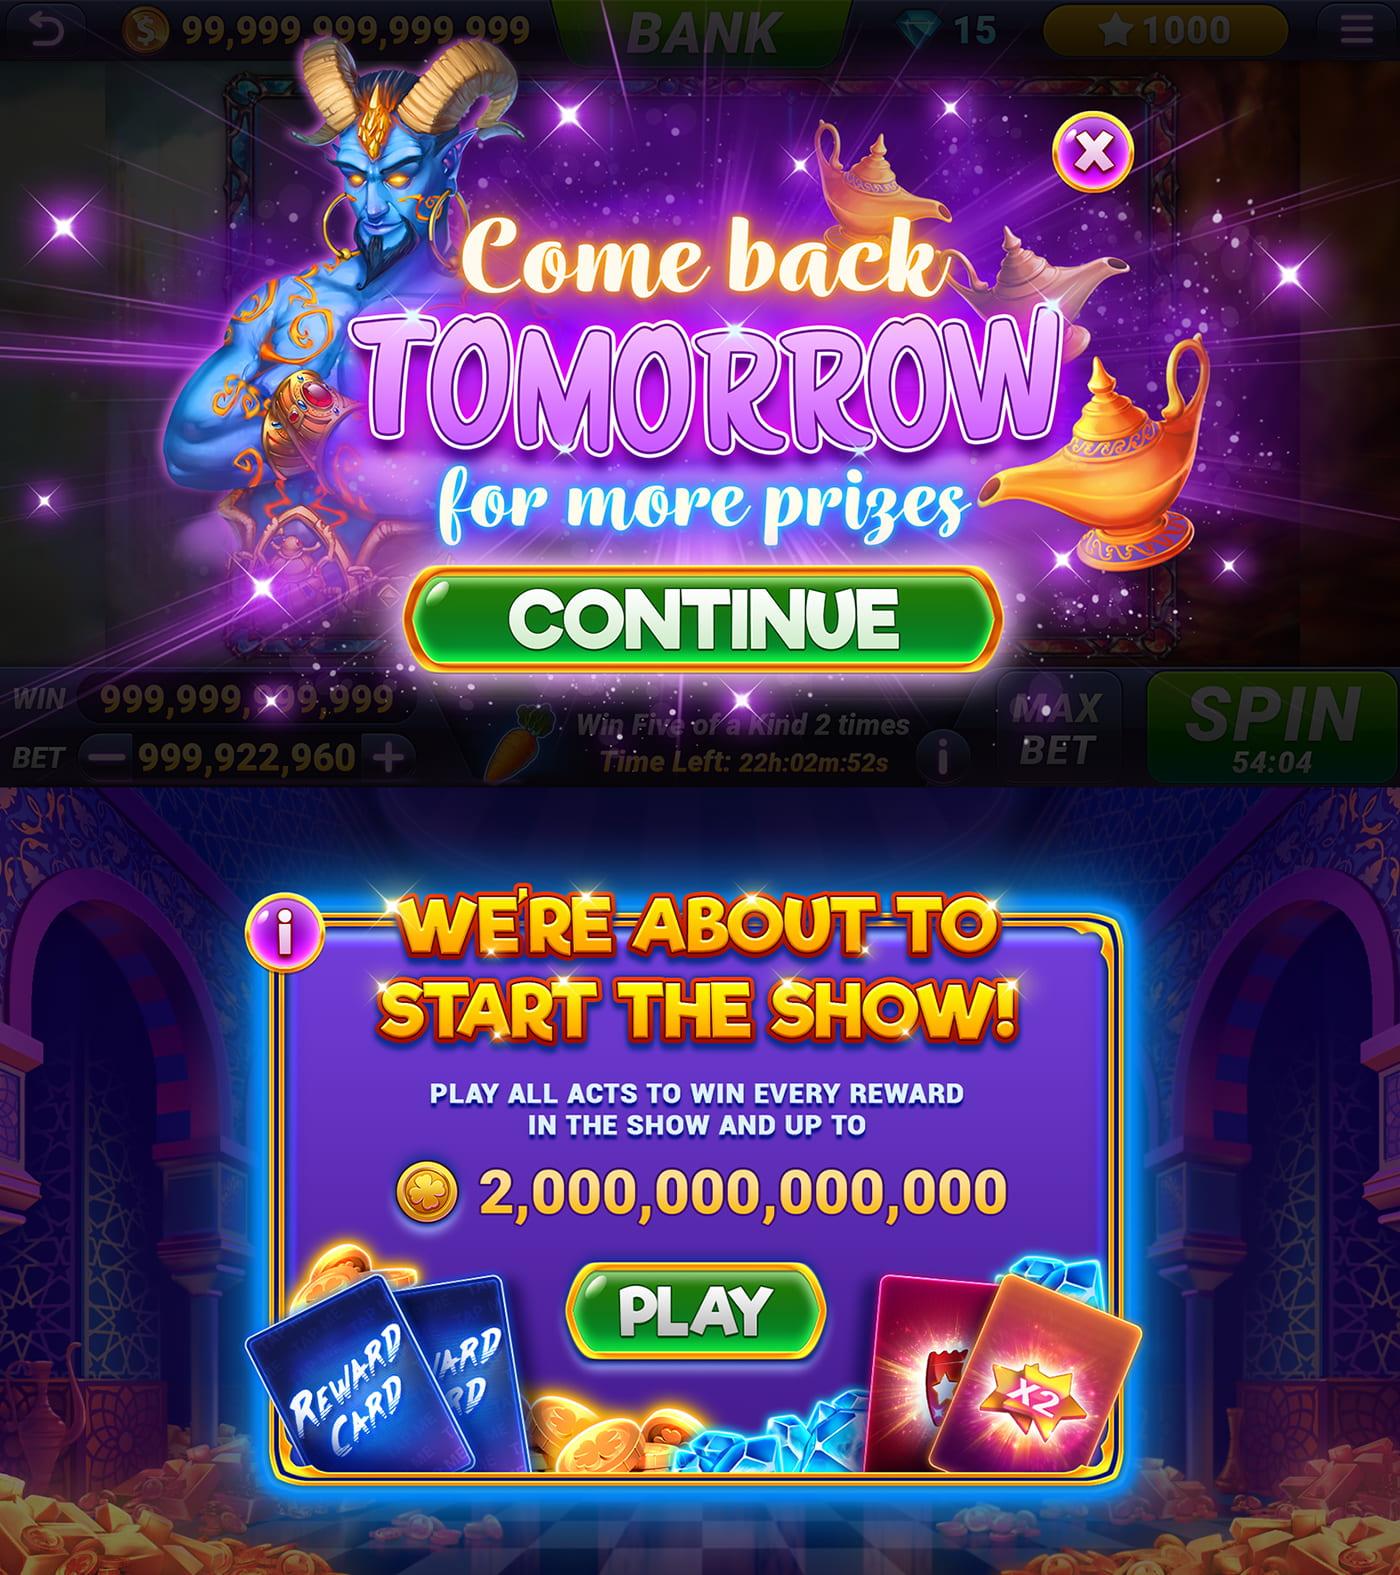 99,999,999,999,999
BANK
15
1000
X
Come back
TOMORROW
for more prizes
CONTINUE
WIN 999,999,999,999
BET 999,922,960
Win Five of a Kind 2 times
Time Left: 22h:02m:52s
i
MAX
BET
SPIN
54:04
i
WE'RE ABOUT TO
START THE SHOW!
PLAY ALL ACTS TO WIN EVERY REWARD
IN THE SHOW AND UP TO
2,000,000,000,000
PLAY
REWARD
CARD
X2